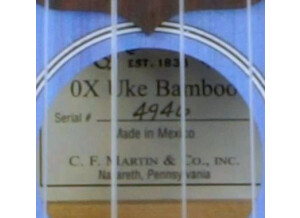 EST. 1833
0X Uke Bamboo
Serial # 4946
Made in Mexico
C. F. MARTIN & CO., INC.
Nazareth, Pennsylvania